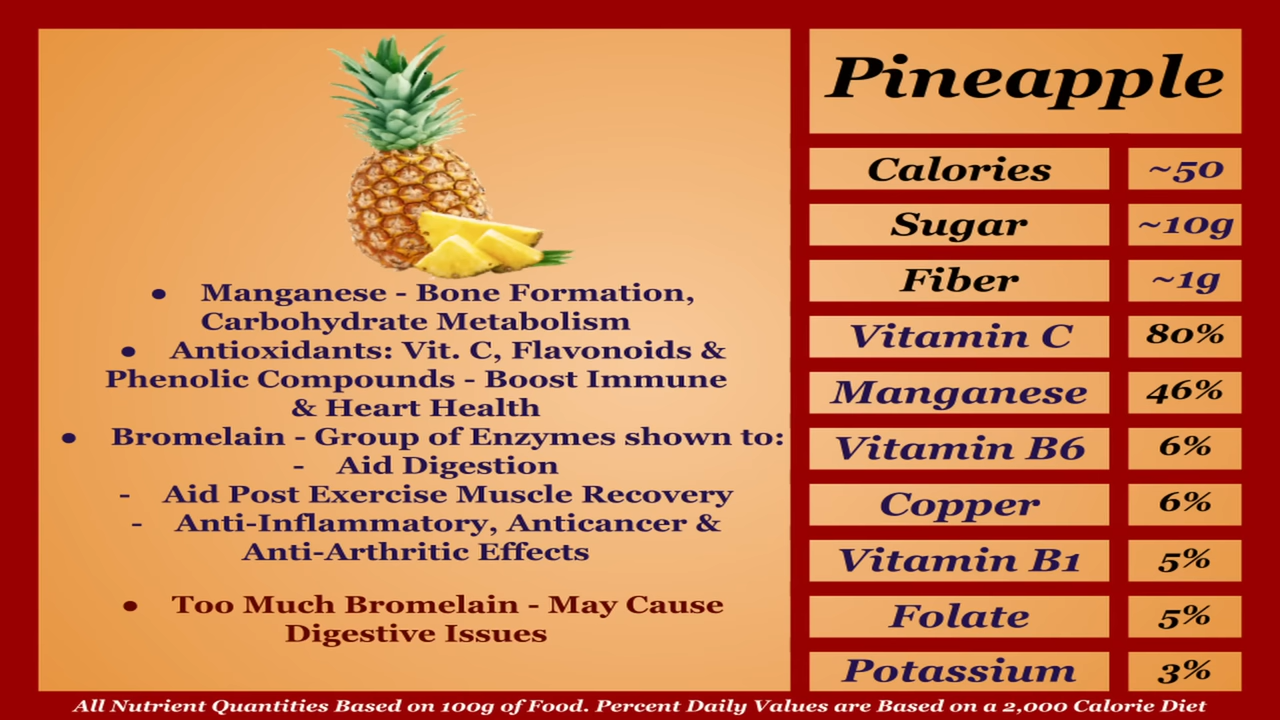 ● Manganese - Bone Formation,
Carbohydrate Metabolism
● Antioxidants: Vit. C, Flavonoids &
Phenolic Compounds - Boost Immune
& Heart Health
● Bromelain - Group of Enzymes shown to:
- Aid Digestion
- Aid Post Exercise Muscle Recovery
- Anti-Inflammatory, Anticancer &
Anti-Arthritic Effects
● Too Much Bromelain - May Cause
Digestive Issues
Pineapple
Calories ~50
Sugar ~10g
Fiber ~1g
Vitamin C 80%
Manganese 46%
Vitamin B6 6%
Copper 6%
Vitamin B1 5%
Folate 5%
Potassium 3%
All Nutrient Quantities Based on 100g of Food. Percent Daily Values are Based on a 2,000 Calorie Diet